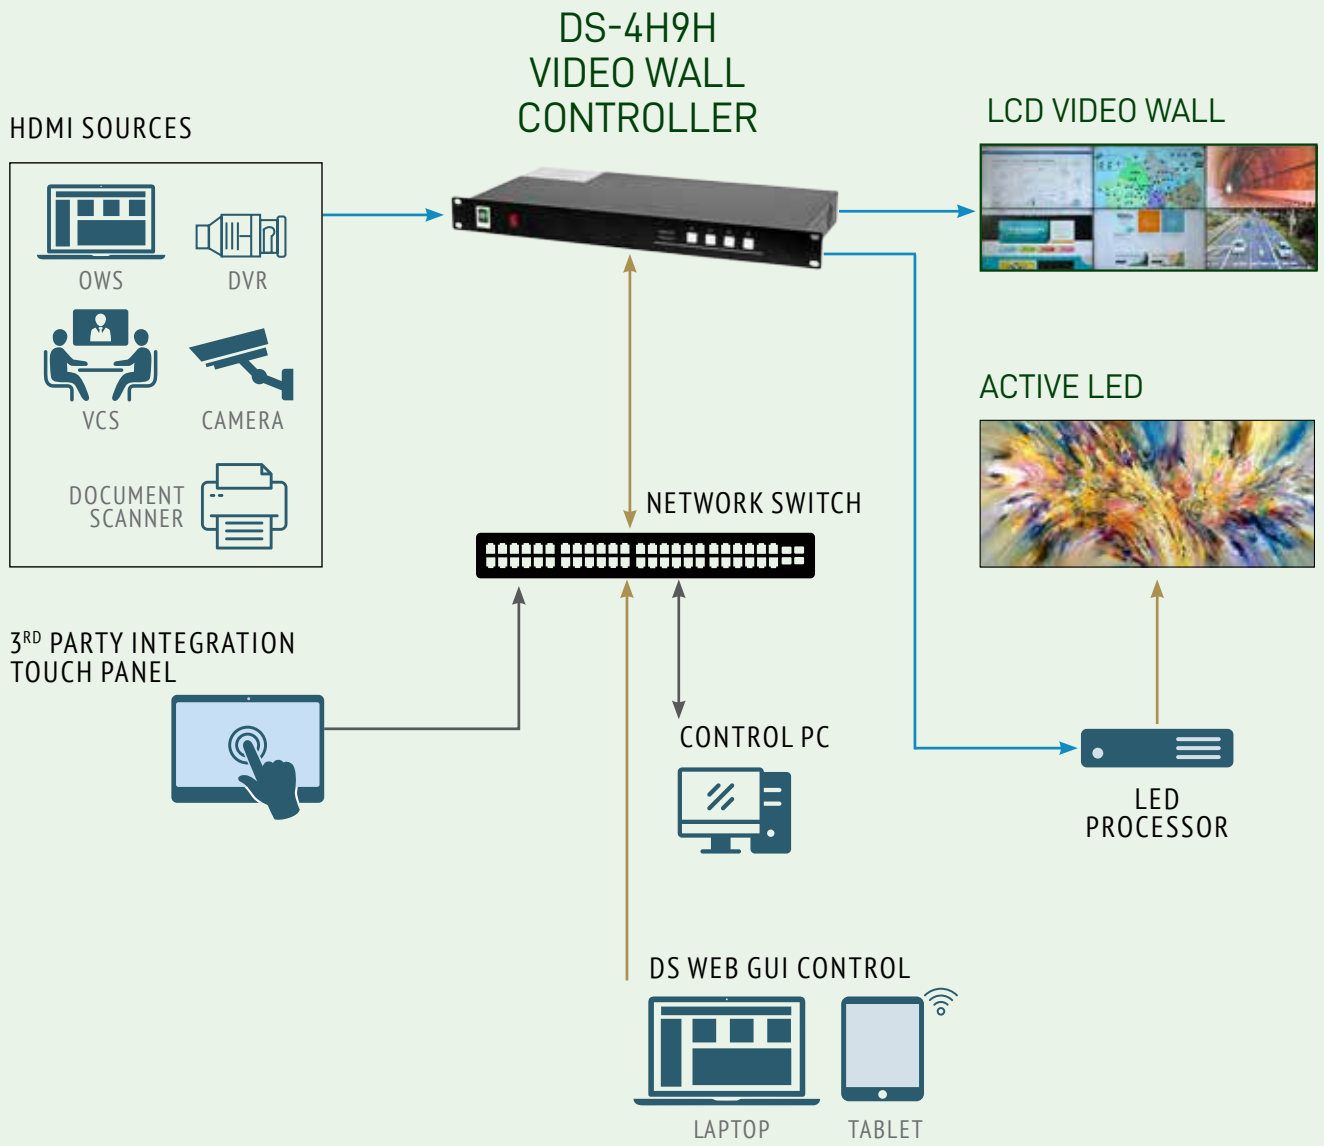 DS-4H9H
VIDEO WALL
CONTROLLER
HDMI SOURCES
LCD VIDEO WALL
OWS
DVR
VCS
CAMERA
ACTIVE LED
DOCUMENT
SCANNER
NETWORK SWITCH
3RD PARTY INTEGRATION
TOUCH PANEL
CONTROL PC
LED
PROCESSOR
DS WEB GUI CONTROL
LAPTOP
TABLET